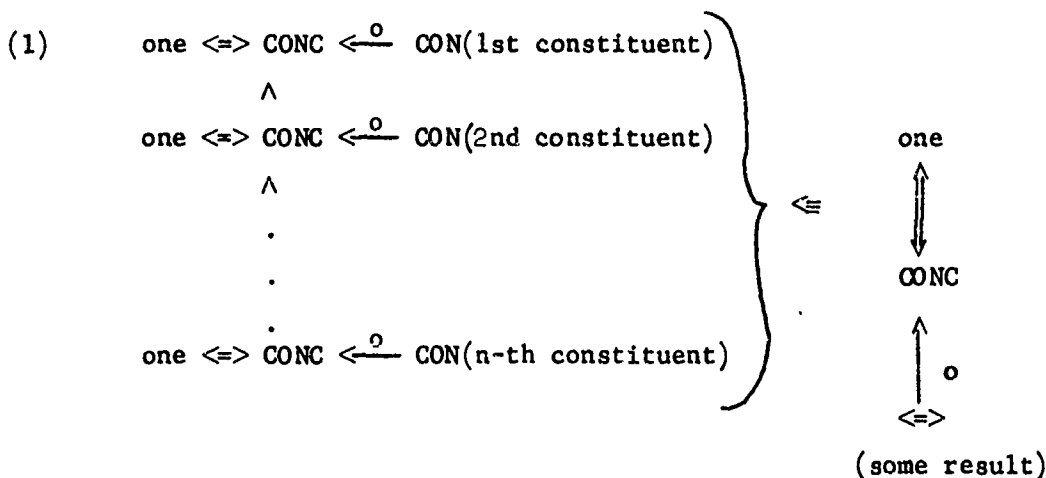 (1) one <=> CONC <—o— CON(1st constituent)
∧
one <=> CONC <—o— CON(2nd constituent) one
∧
<=
.
. CONC
.
one <=> CONC <—o— CON(n-th constituent)
o
<=>
(some result)